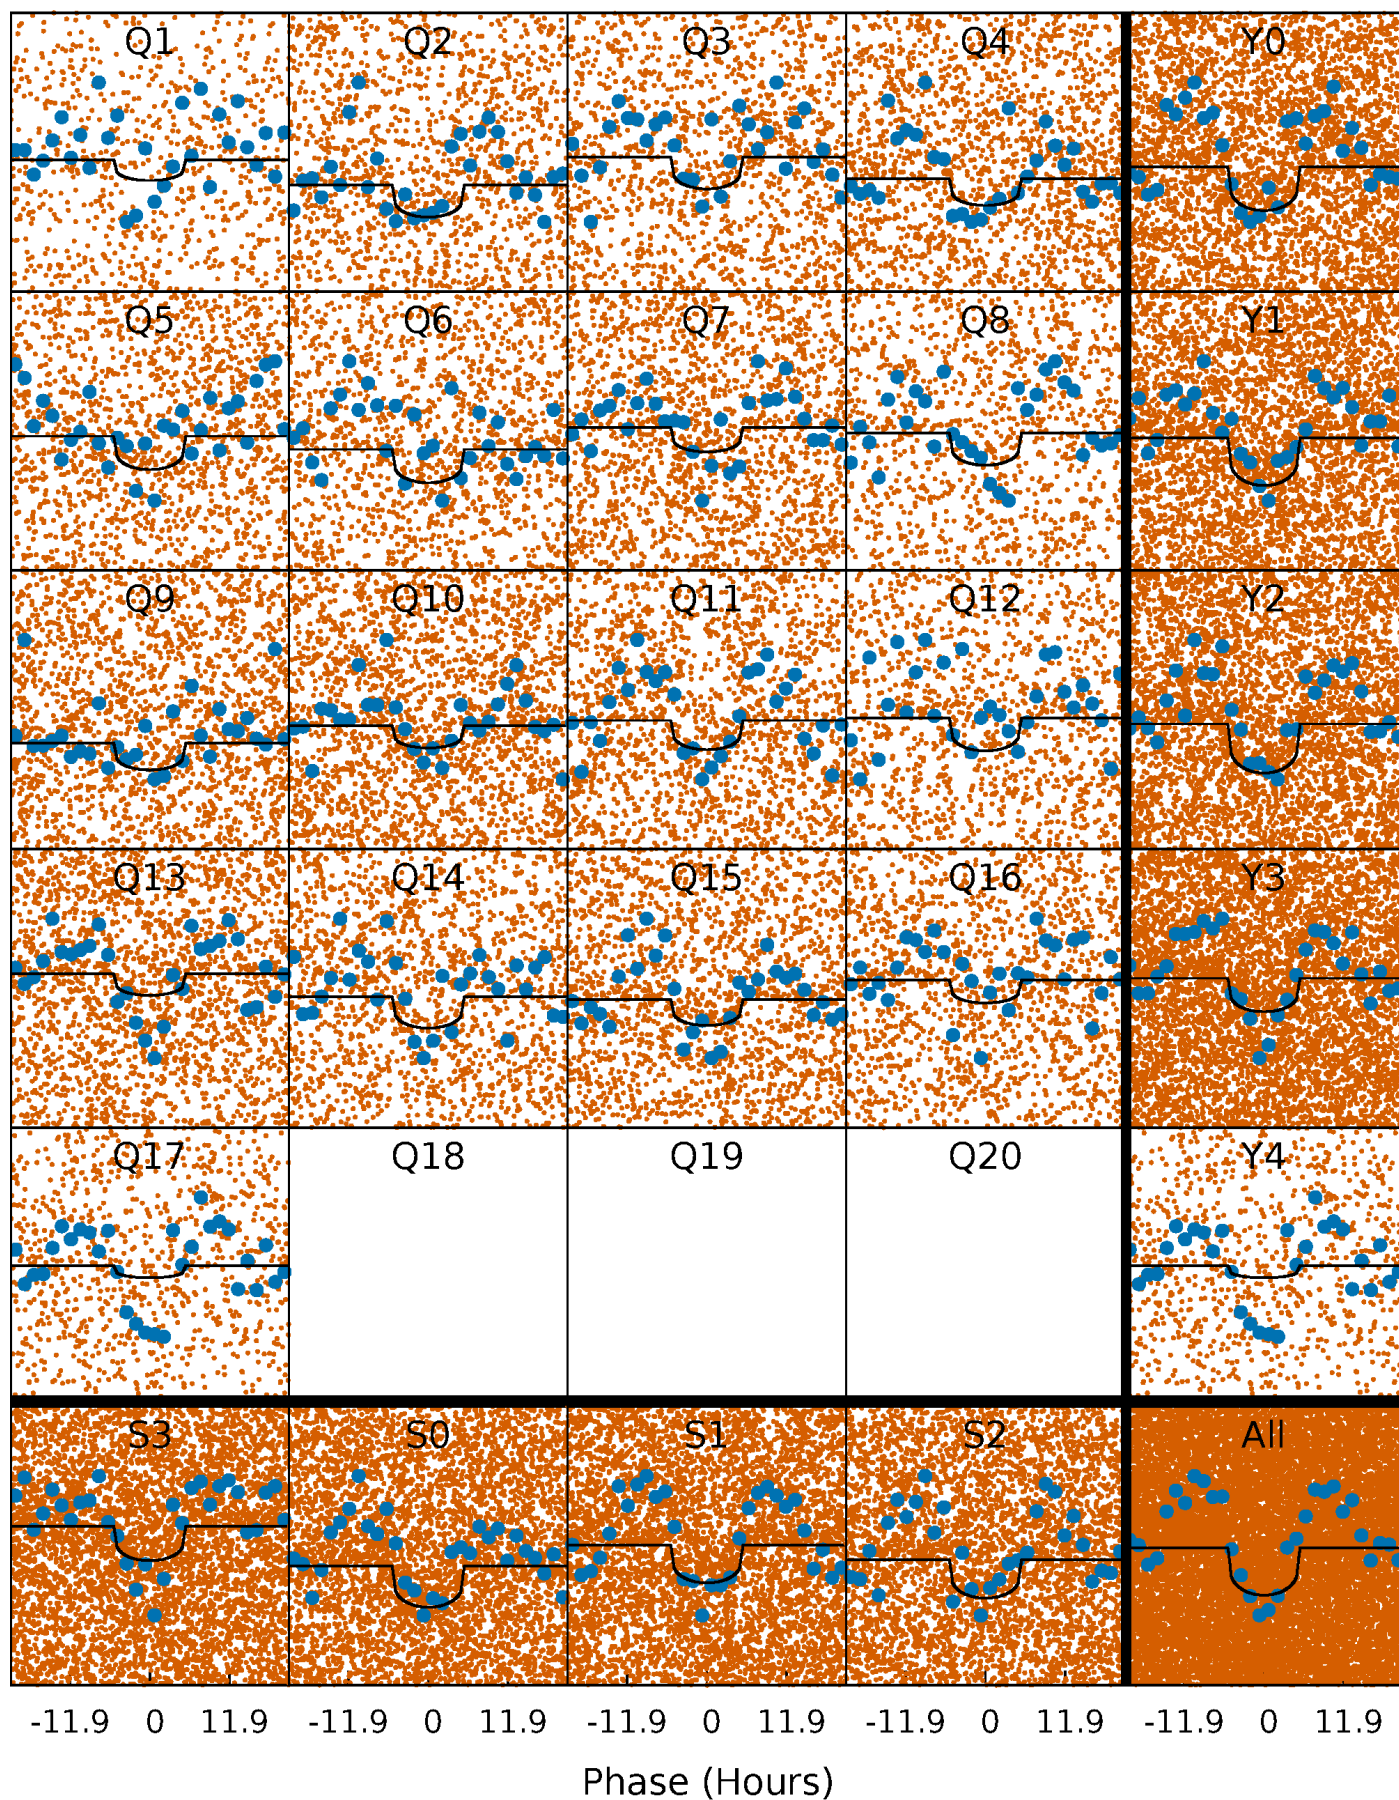 Q1 Q2 Q3 Q4 Y0
Q5 Q6 Q7 Q8 Y1
Q9 Q10 Q11 Q12 Y2
Q13 Q14 Q15 Q16 Y3
Q17 Q18 Q19 Q20 Y4
S3 S0 S1 S2 All
-11.9 0 11.9 -11.9 0 11.9 -11.9 0 11.9 -11.9 0 11.9 -11.9 0 11.9
Phase (Hours)